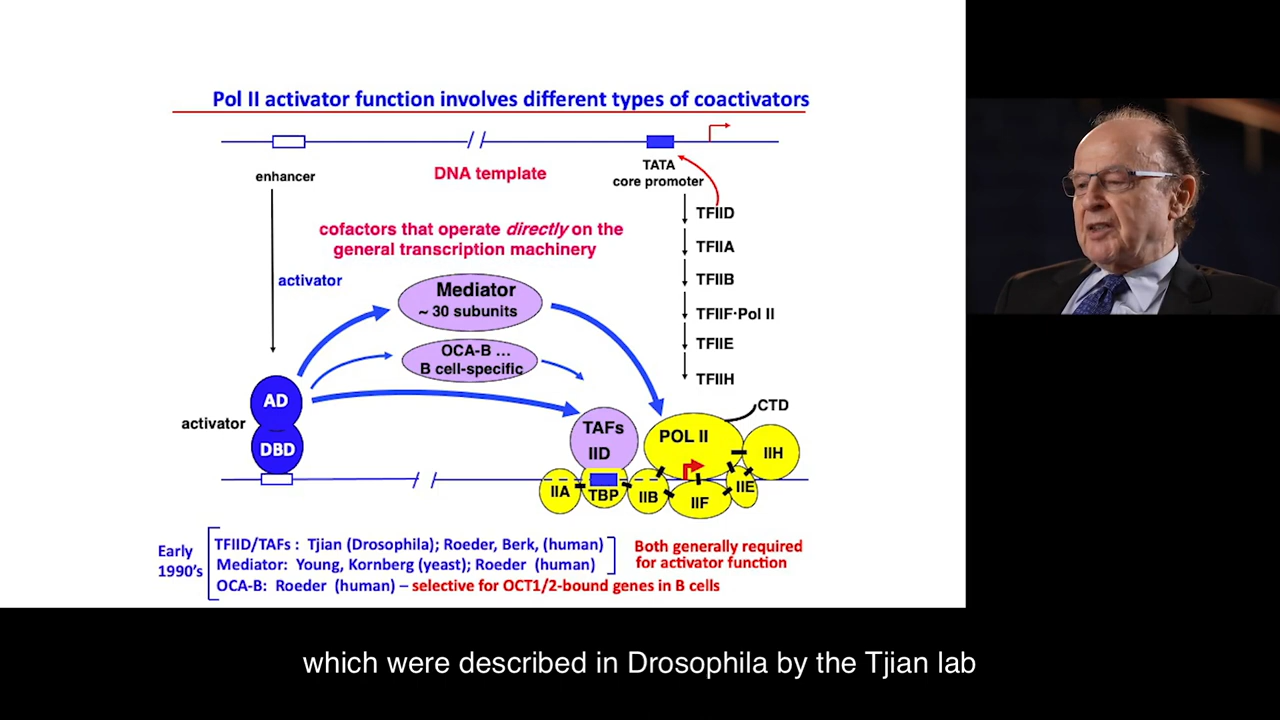 Pol II activator function involves different types of coactivators
enhancer
DNA template
TATA
core promoter
TFIID
TFIIA
TFIIB
TFIIF·Pol II
TFIIE
TFIIH
cofactors that operate directly on the
general transcription machinery
activator
Mediator
~ 30 subunits
OCA-B ...
B cell-specific
activator
AD
DBD
TAFs
IID
POL II
CTD
IIH
IIA
TBP
IIB
IIF
IIE
Early
1990's
TFIID/TAFs : Tjian (Drosophila); Roeder, Berk, (human)
Mediator: Young, Kornberg (yeast); Roeder (human)
OCA-B: Roeder (human) – selective for OCT1/2-bound genes in B cells
Both generally required
for activator function
which were described in Drosophila by the Tjian lab